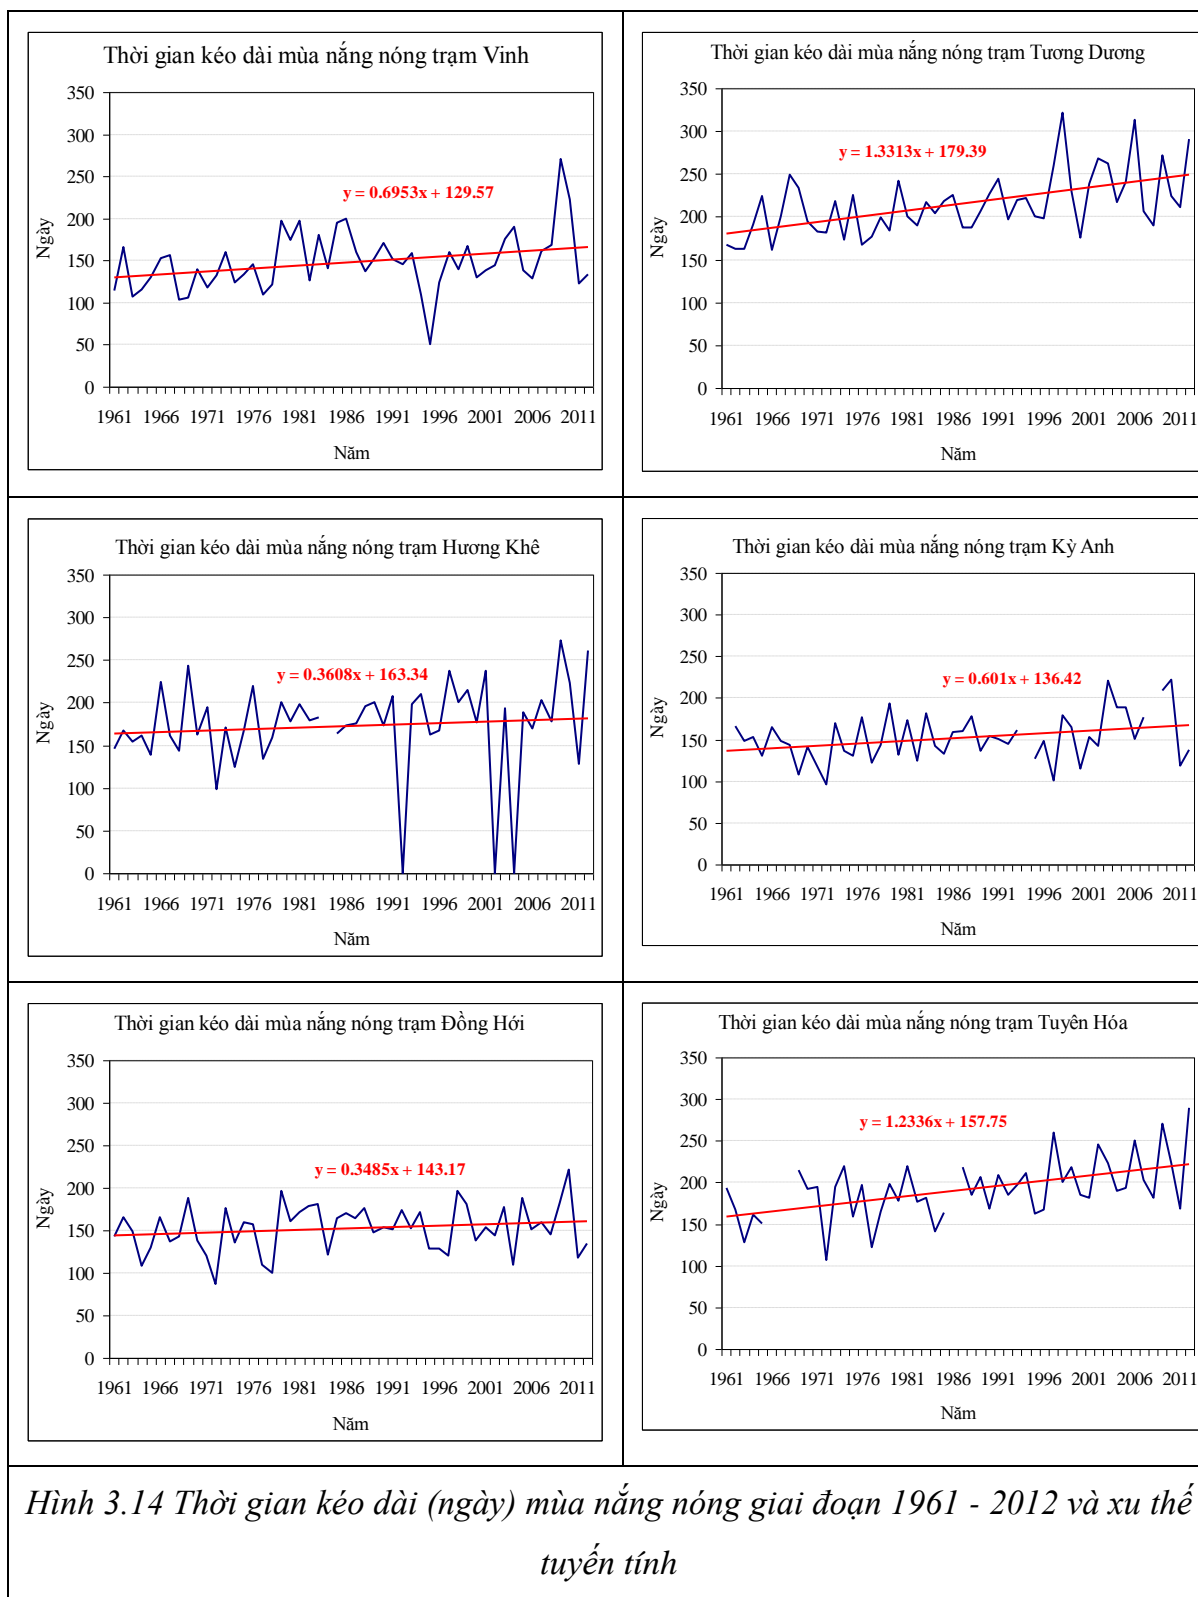 Thời gian kéo dài mùa nắng nóng trạm Vinh
350
300
250
200
150
100
50
0
Ngày
y = 0.6953x + 129.57
1961 1966 1971 1976 1981 1986 1991 1996 2001 2006 2011
Năm
Thời gian kéo dài mùa nắng nóng trạm Tương Dương
350
300
250
200
150
100
50
0
Ngày
y = 1.3313x + 179.39
1961 1966 1971 1976 1981 1986 1991 1996 2001 2006 2011
Năm
Thời gian kéo dài mùa nắng nóng trạm Hương Khê
350
300
250
200
150
100
50
0
Ngày
y = 0.3608x + 163.34
1961 1966 1971 1976 1981 1986 1991 1996 2001 2006 2011
Năm
Thời gian kéo dài mùa nắng nóng trạm Kỳ Anh
350
300
250
200
150
100
50
0
Ngày
y = 0.601x + 136.42
1961 1966 1971 1976 1981 1986 1991 1996 2001 2006 2011
Năm
Thời gian kéo dài mùa nắng nóng trạm Đồng Hới
350
300
250
200
150
100
50
0
Ngày
y = 0.3485x + 143.17
1961 1966 1971 1976 1981 1986 1991 1996 2001 2006 2011
Năm
Thời gian kéo dài mùa nắng nóng trạm Tuyên Hóa
350
300
250
200
150
100
50
0
Ngày
y = 1.2336x + 157.75
1961 1966 1971 1976 1981 1986 1991 1996 2001 2006 2011
Năm
Hình 3.14 Thời gian kéo dài (ngày) mùa nắng nóng giai đoạn 1961 - 2012 và xu thế
tuyến tính